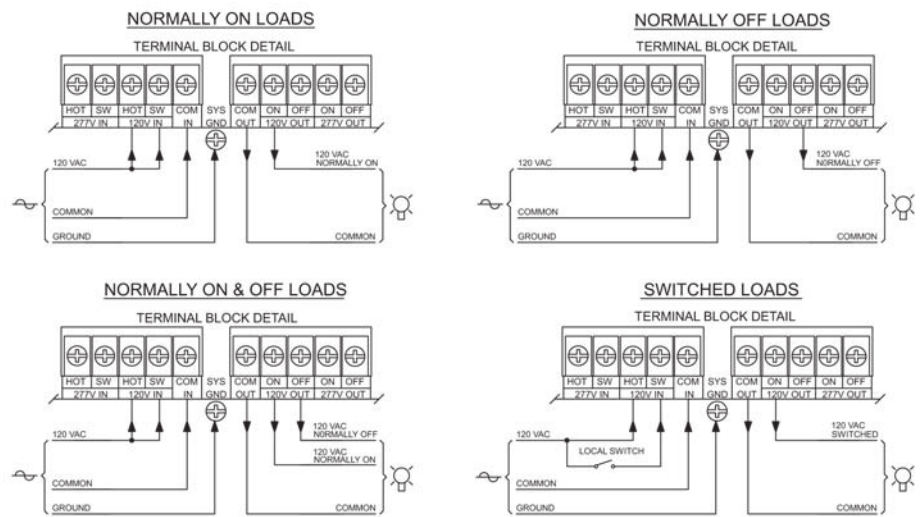 NORMALLY ON LOADS
TERMINAL BLOCK DETAIL
HOT SW HOT SW COM SYS COM ON OFF ON OFF
277V IN 120V IN IN GND OUT 120V OUT 277V OUT
120 VAC
120 VAC
NORMALLY ON
COMMON
GROUND
COMMON
NORMALLY OFF LOADS
TERMINAL BLOCK DETAIL
HOT SW HOT SW COM SYS COM ON OFF ON OFF
277V IN 120V IN IN GND OUT 120V OUT 277V OUT
120 VAC
120 VAC
N0RMALLY OFF
COMMON
GROUND
COMMON
NORMALLY ON & OFF LOADS
TERMINAL BLOCK DETAIL
HOT SW HOT SW COM SYS COM ON OFF ON OFF
277V IN 120V IN IN GND OUT 120V OUT 277V OUT
120 VAC
120 VAC
N0RMALLY OFF
120 VAC
NORMALLY ON
COMMON
GROUND
COMMON
SWITCHED LOADS
TERMINAL BLOCK DETAIL
HOT SW HOT SW COM SYS COM ON OFF ON OFF
277V IN 120V IN IN GND OUT 120V OUT 277V OUT
120 VAC
120 VAC
SWITCHED
LOCAL SWITCH
COMMON
GROUND
COMMON